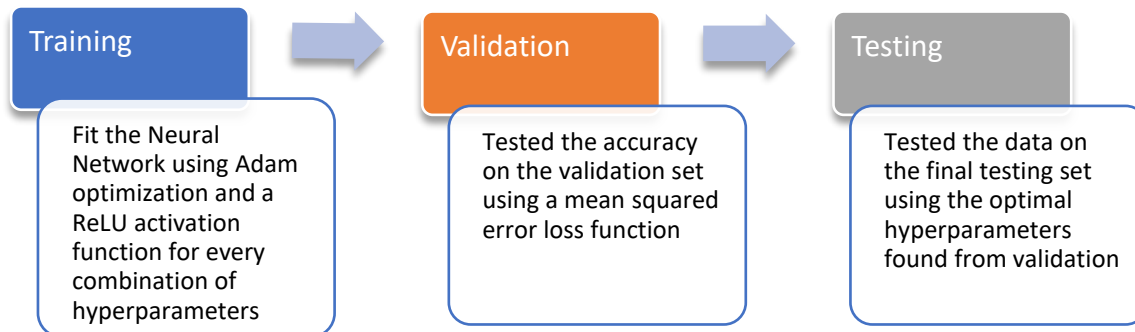 Training
Fit the Neural
Network using Adam
optimization and a
ReLU activation
function for every
combination of
hyperparameters
Validation
Tested the accuracy
on the validation set
using a mean squared
error loss function
Testing
Tested the data on
the final testing set
using the optimal
hyperparameters
found from validation